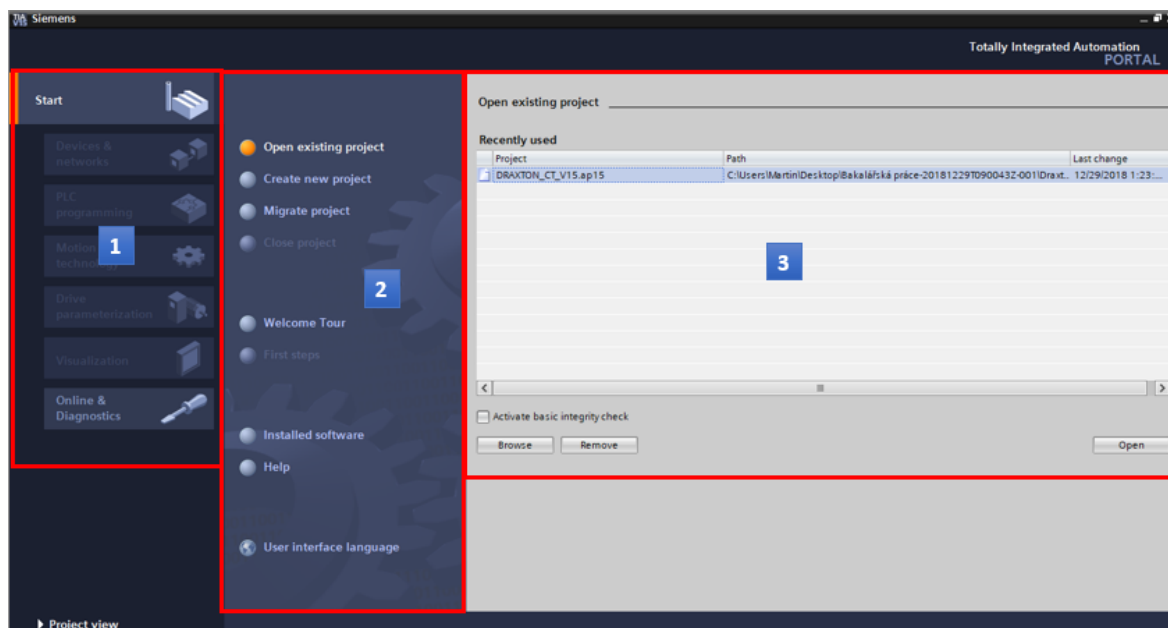 Siemens
Totally Integrated Automation
PORTAL
Start
Devices &
networks
PLC
programming
Motion
technology
Drive
parameterization
Visualization
Online &
Diagnostics
1
Open existing project
Create new project
Migrate project
Close project
Welcome Tour
First steps
Installed software
Help
User interface language
2
Open existing project
Recently used
Project Path Last change
DRAXTON_CT_V15.ap15 C:\Users\Martin\Desktop\Bakalářská práce-20181229T090043Z-001\Draxt... 12/29/2018 1:23:...
3
Activate basic integrity check
Browse Remove Open
Project view